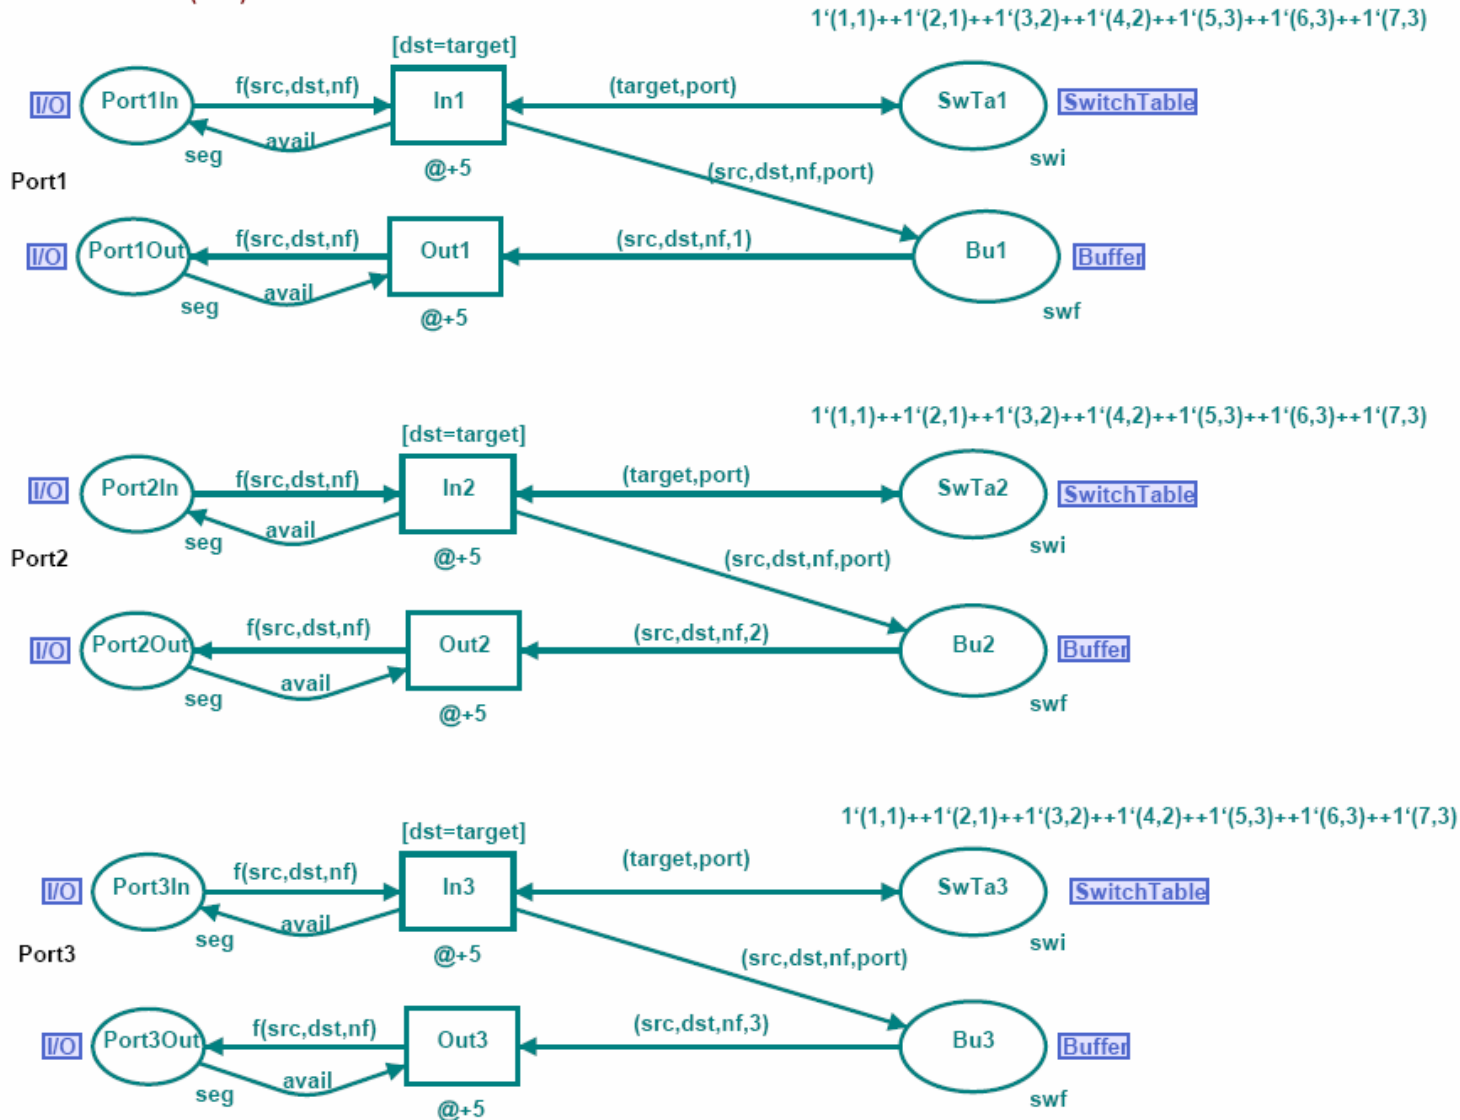 1‘(1,1)++1‘(2,1)++1‘(3,2)++1‘(4,2)++1‘(5,3)++1‘(6,3)++1‘(7,3)
[dst=target]
I/O Port1In f(src,dst,nf) In1 (target,port) SwTa1 SwitchTable
avail
seg @+5 swi
Port1 (src,dst,nf,port)
I/O Port1Out f(src,dst,nf) Out1 (src,dst,nf,1) Bu1 Buffer
avail
seg @+5 swf
1‘(1,1)++1‘(2,1)++1‘(3,2)++1‘(4,2)++1‘(5,3)++1‘(6,3)++1‘(7,3)
[dst=target]
I/O Port2In f(src,dst,nf) In2 (target,port) SwTa2 SwitchTable
avail
seg @+5 swi
Port2 (src,dst,nf,port)
I/O Port2Out f(src,dst,nf) Out2 (src,dst,nf,2) Bu2 Buffer
avail
seg @+5 swf
1‘(1,1)++1‘(2,1)++1‘(3,2)++1‘(4,2)++1‘(5,3)++1‘(6,3)++1‘(7,3)
[dst=target]
I/O Port3In f(src,dst,nf) In3 (target,port) SwTa3 SwitchTable
avail
seg @+5 swi
Port3 (src,dst,nf,port)
I/O Port3Out f(src,dst,nf) Out3 (src,dst,nf,3) Bu3 Buffer
avail
seg @+5 swf